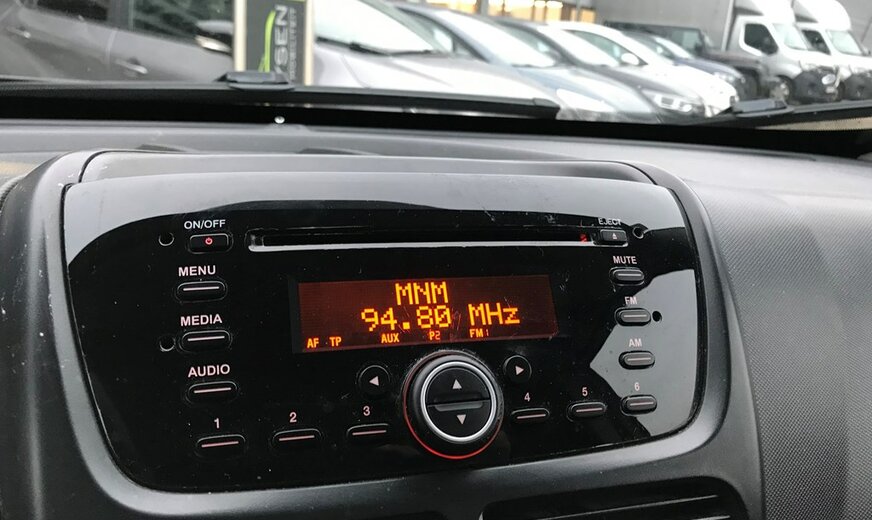 SEN
ON/OFF
EJECT
MENU
MUTE
MNM
94.80 MHz
AF TP AUX P2 FM1
MEDIA
FM
AUDIO
AM
1 2 3 4 5 6